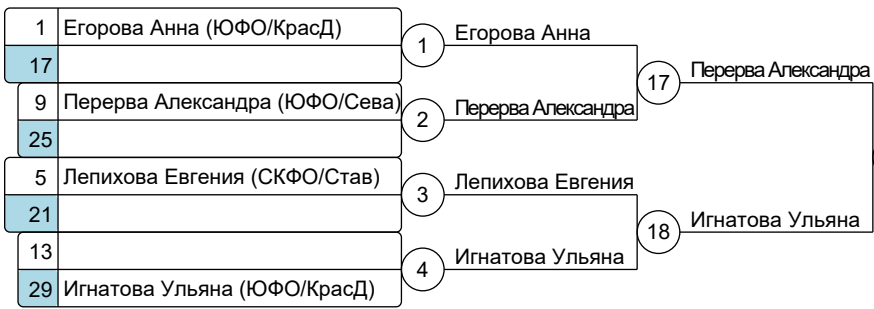 1 Егорова Анна (ЮФО/КрасД)
17
1 Егорова Анна
9 Перерва Александра (ЮФО/Сева)
25
2 Перерва Александра
17 Перерва Александра
5 Лепихова Евгения (СКФО/Став)
21
3 Лепихова Евгения
13
29 Игнатова Ульяна (ЮФО/КрасД)
4 Игнатова Ульяна
18 Игнатова Ульяна